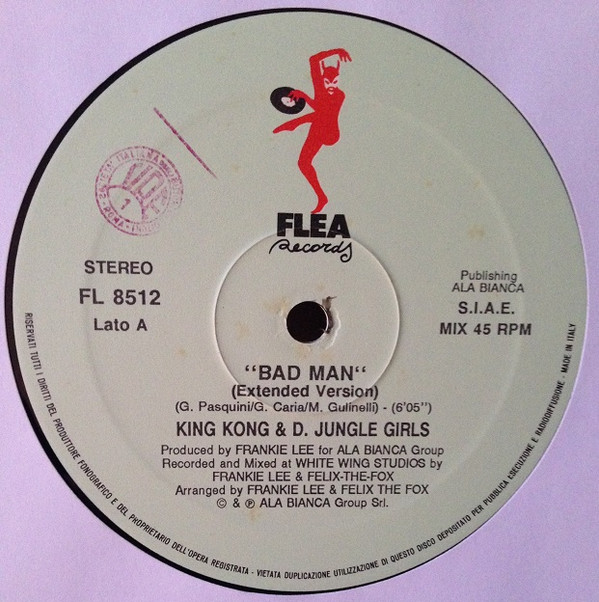 FLEA
Records
STEREO
FL 8512
Lato A
Publishing
ALA BIANCA
S.I.A.E.
MIX 45 RPM
"BAD MAN"
(Extended Version)
(G. Pasquini/G. Caria/M. Gulinelli) - (6'05")
KING KONG & D. JUNGLE GIRLS
Produced by FRANKIE LEE for ALA BIANCA Group
Recorded and Mixed at WHITE WING STUDIOS by
FRANKIE LEE & FELIX-THE-FOX
Arranged by FRANKIE LEE & FELIX THE FOX
© & ℗ ALA BIANCA Group Srl.
RISERVATI TUTTI I DIRITTI DEL PRODUTTORE FONOGRAFICO E DEL PROPRIETARIO DELL'OPERA REGISTRATA - VIETATA DUPLICAZIONE UTILIZZAZIONE DI QUESTO DISCO DEPOSITATO PER PUBBLICA ESECUZIONE E RADIODIFFUSIONE - MADE IN ITALY